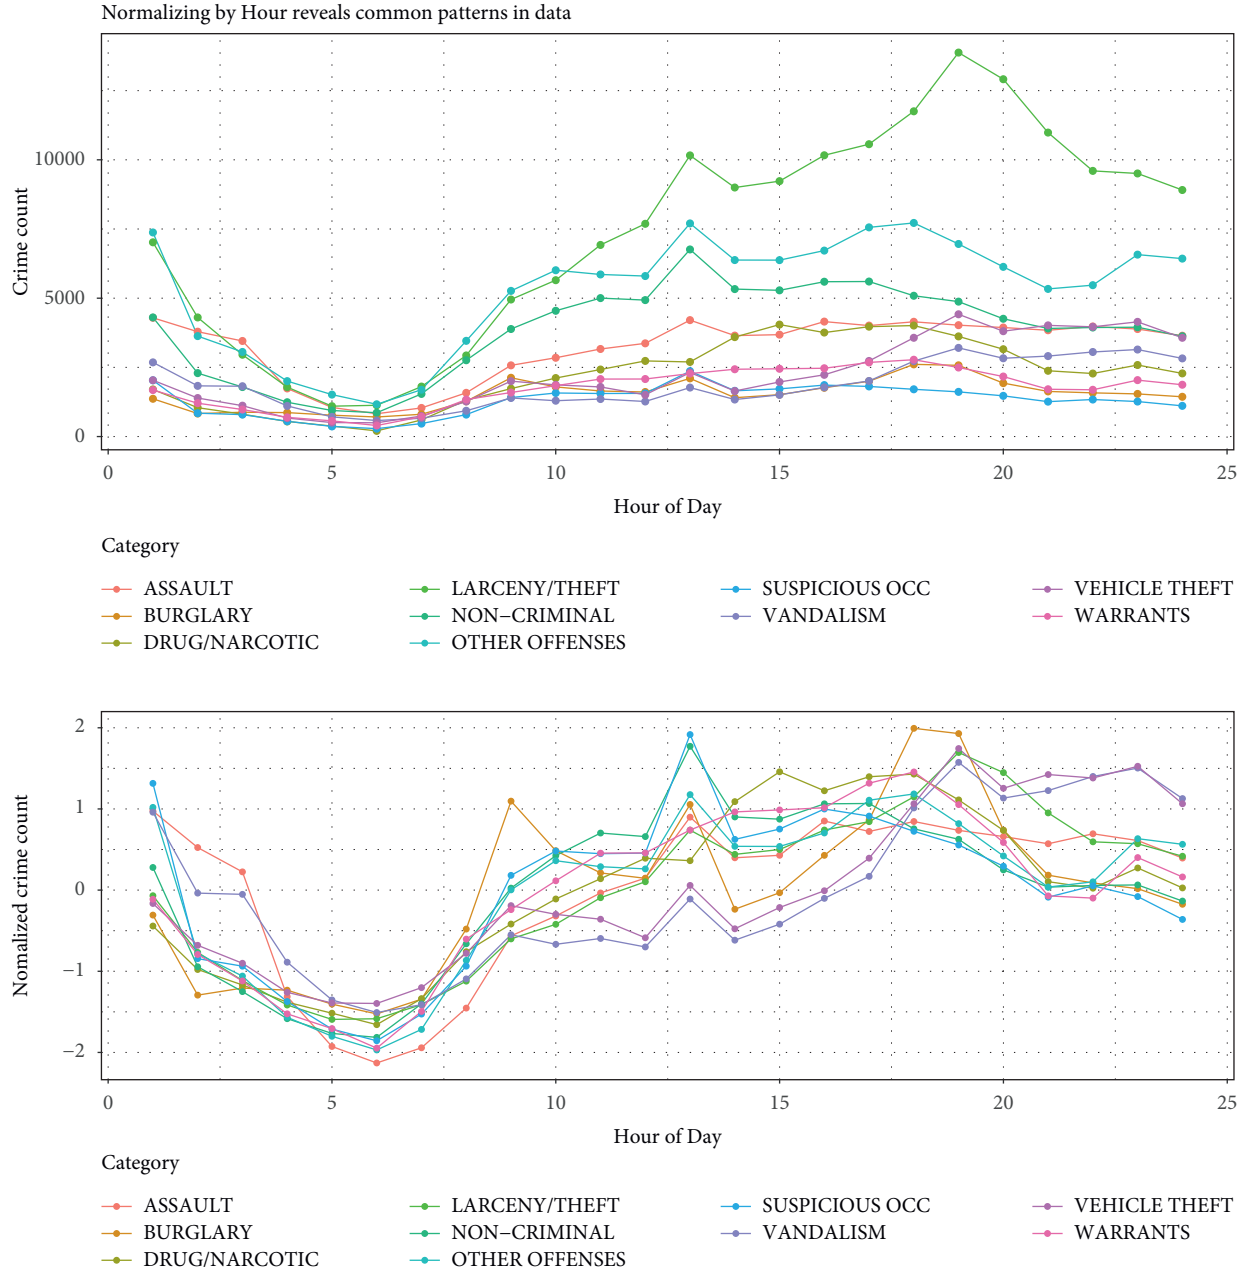 Normalizing by Hour reveals common patterns in data
Crime count
10000
5000
0
0 5 10 15 20 25
Hour of Day
Category
ASSAULT LARCENY/THEFT SUSPICIOUS OCC VEHICLE THEFT
BURGLARY NON−CRIMINAL VANDALISM WARRANTS
DRUG/NARCOTIC OTHER OFFENSES
Nomalized crime count
2
1
0
−1
−2
0 5 10 15 20 25
Hour of Day
Category
ASSAULT LARCENY/THEFT SUSPICIOUS OCC VEHICLE THEFT
BURGLARY NON−CRIMINAL VANDALISM WARRANTS
DRUG/NARCOTIC OTHER OFFENSES